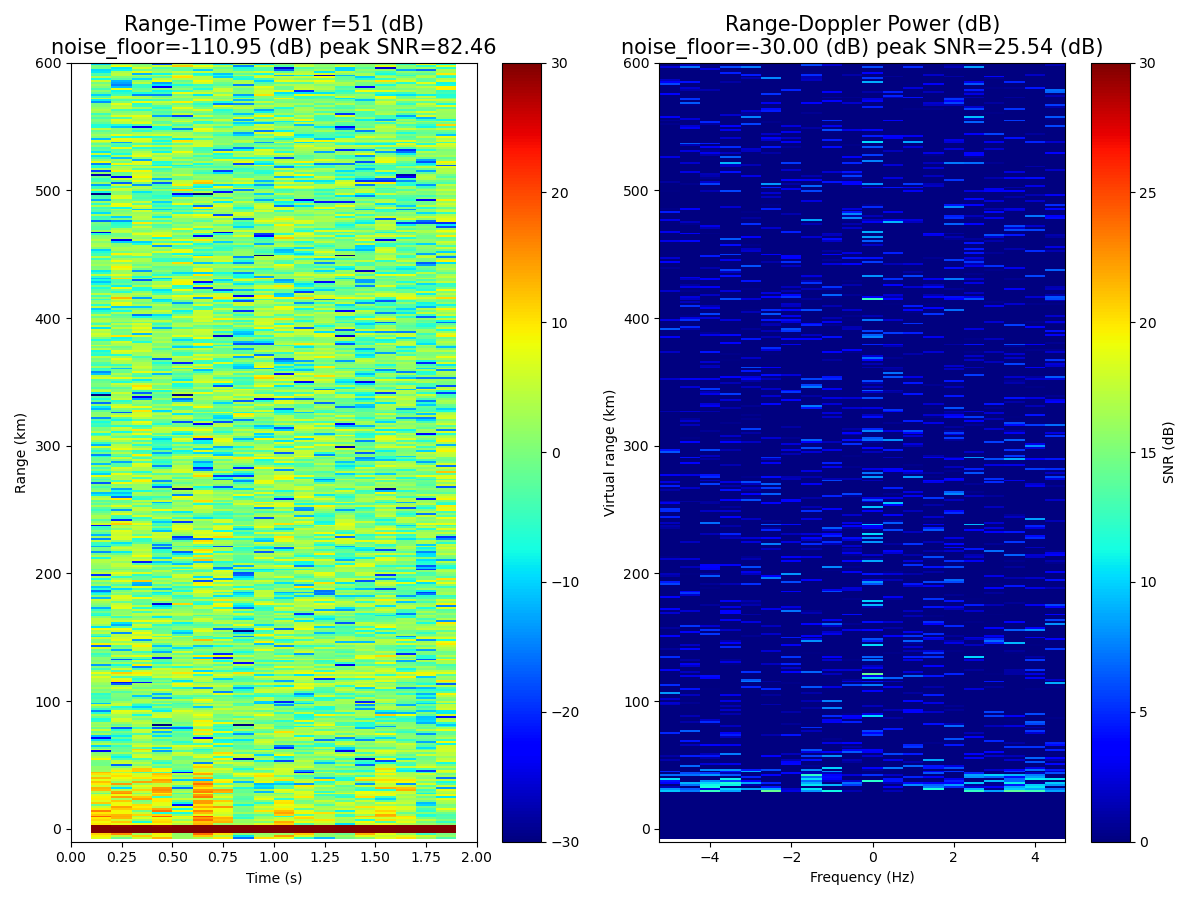 Range-Time Power f=51 (dB)
noise_floor=-110.95 (dB) peak SNR=82.46
600
500
400
300
200
100
0
Range (km)
0.00 0.25 0.50 0.75 1.00 1.25 1.50 1.75 2.00
Time (s)
30
20
10
0
−10
−20
−30
Range-Doppler Power (dB)
noise_floor=-30.00 (dB) peak SNR=25.54 (dB)
600
500
400
300
200
100
0
Virtual range (km)
−4 −2 0 2 4
Frequency (Hz)
30
25
20
15
10
5
0
SNR (dB)